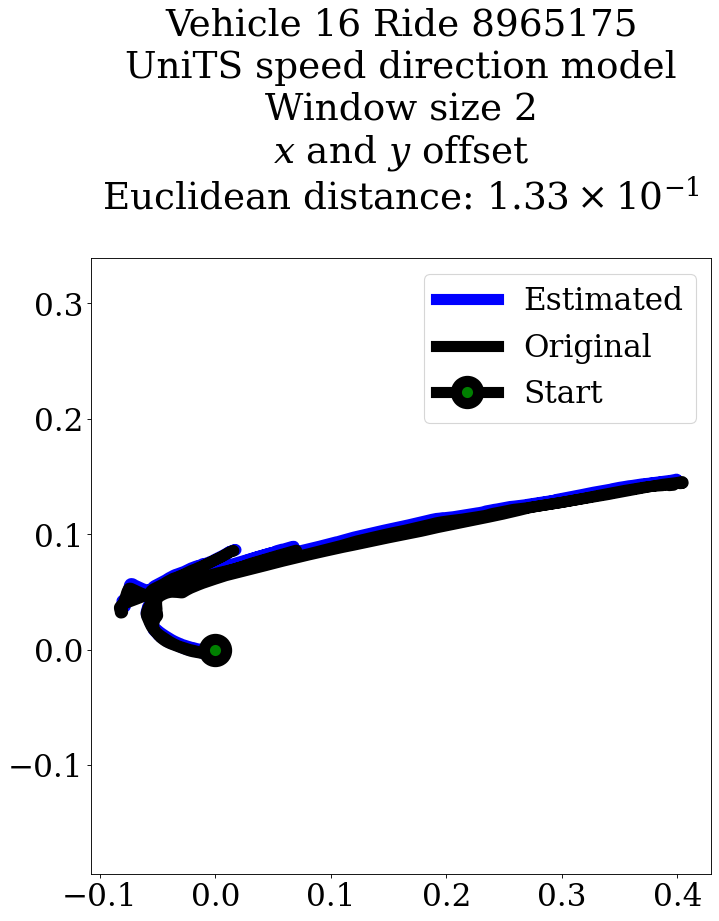 Vehicle 16 Ride 8965175
UniTS speed direction model
Window size 2
x and y offset
Euclidean distance: 1.33 × 10⁻¹
Estimated
Original
Start
0.3
0.2
0.1
0.0
−0.1
−0.1 0.0 0.1 0.2 0.3 0.4